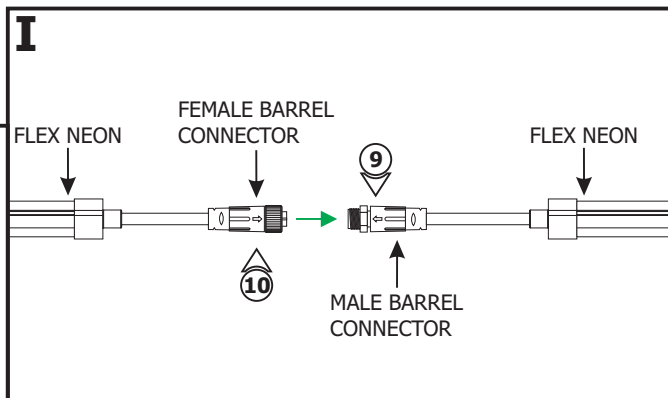 I
FEMALE BARREL
CONNECTOR
FLEX NEON
9
FLEX NEON
10
MALE BARREL
CONNECTOR